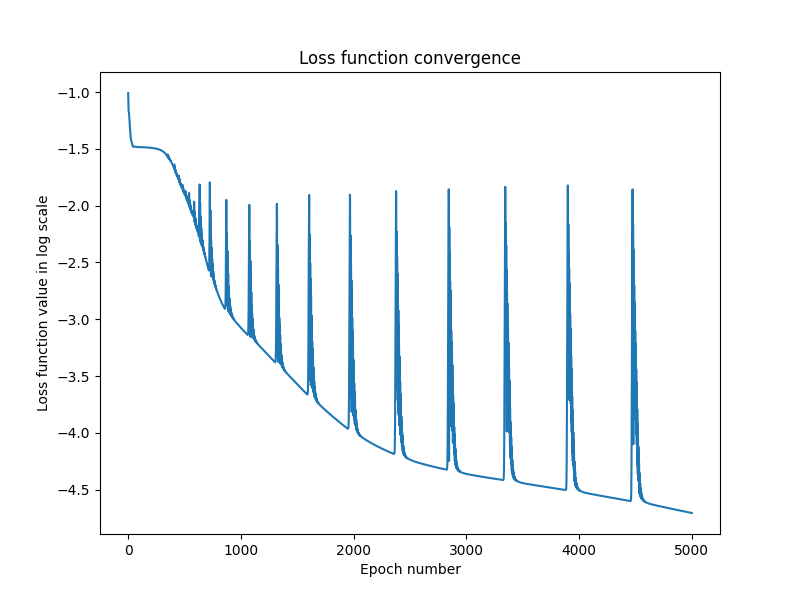 Loss function convergence
Loss function value in log scale
−1.0
−1.5
−2.0
−2.5
−3.0
−3.5
−4.0
−4.5
0 1000 2000 3000 4000 5000
Epoch number